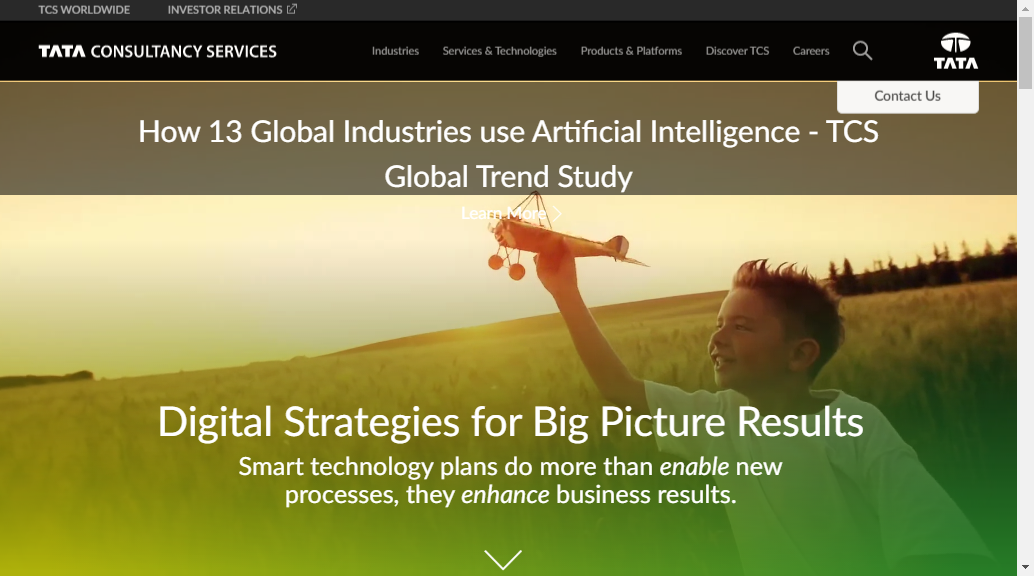 TCS WORLDWIDE INVESTOR RELATIONS
TATA CONSULTANCY SERVICES Industries Services & Technologies Products & Platforms Discover TCS Careers TATA
Contact Us
How 13 Global Industries use Artificial Intelligence - TCS
Global Trend Study
Learn More
Digital Strategies for Big Picture Results
Smart technology plans do more than enable new
processes, they enhance business results.